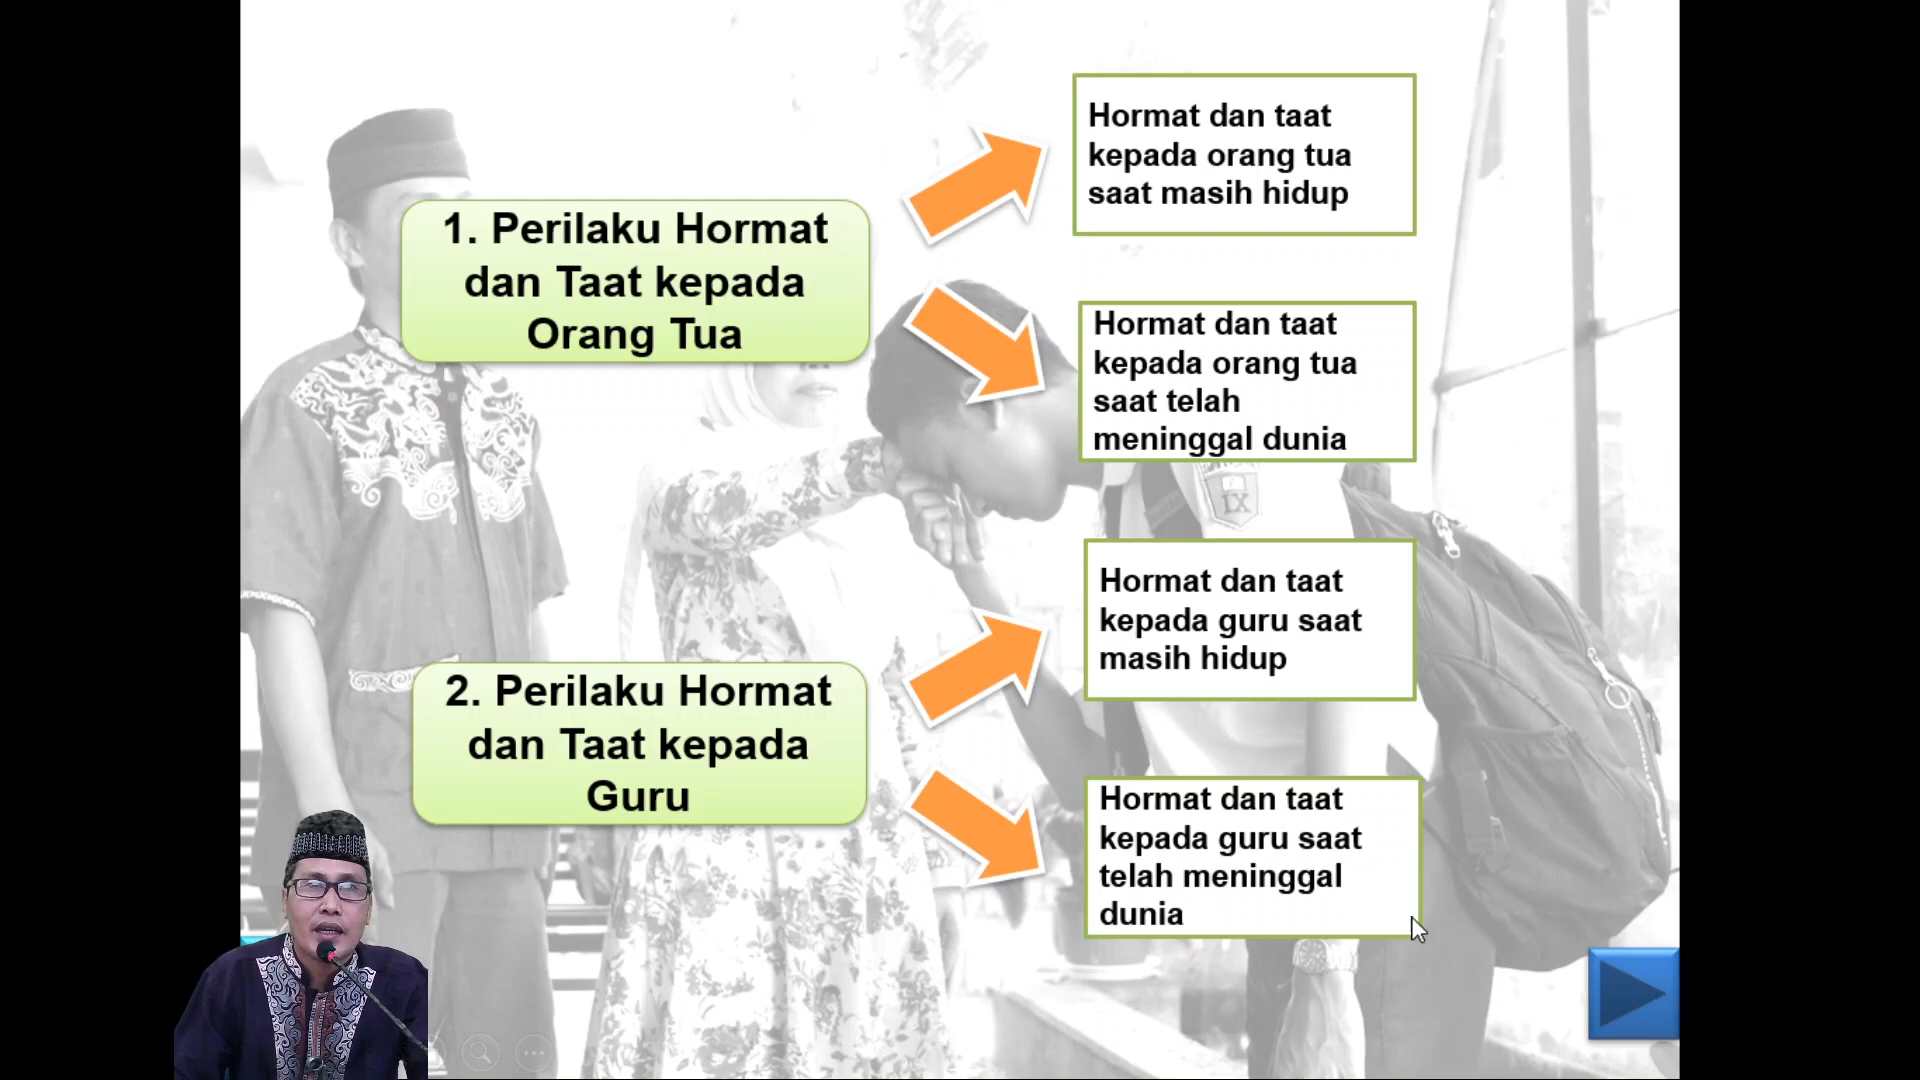 1. Perilaku Hormat
dan Taat kepada
Orang Tua
Hormat dan taat
kepada orang tua
saat masih hidup
Hormat dan taat
kepada orang tua
saat telah
meninggal dunia
IX
2. Perilaku Hormat
dan Taat kepada
Guru
Hormat dan taat
kepada guru saat
masih hidup
Hormat dan taat
kepada guru saat
telah meninggal
dunia